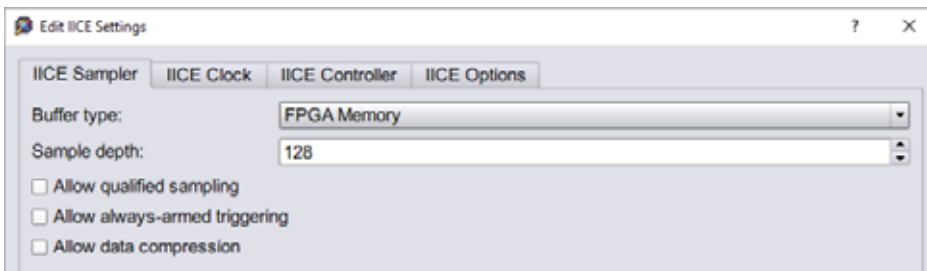 Edit IICE Settings ? ×
IICE Sampler IICE Clock IICE Controller IICE Options
Buffer type: FPGA Memory
Sample depth: 128
Allow qualified sampling
Allow always-armed triggering
Allow data compression